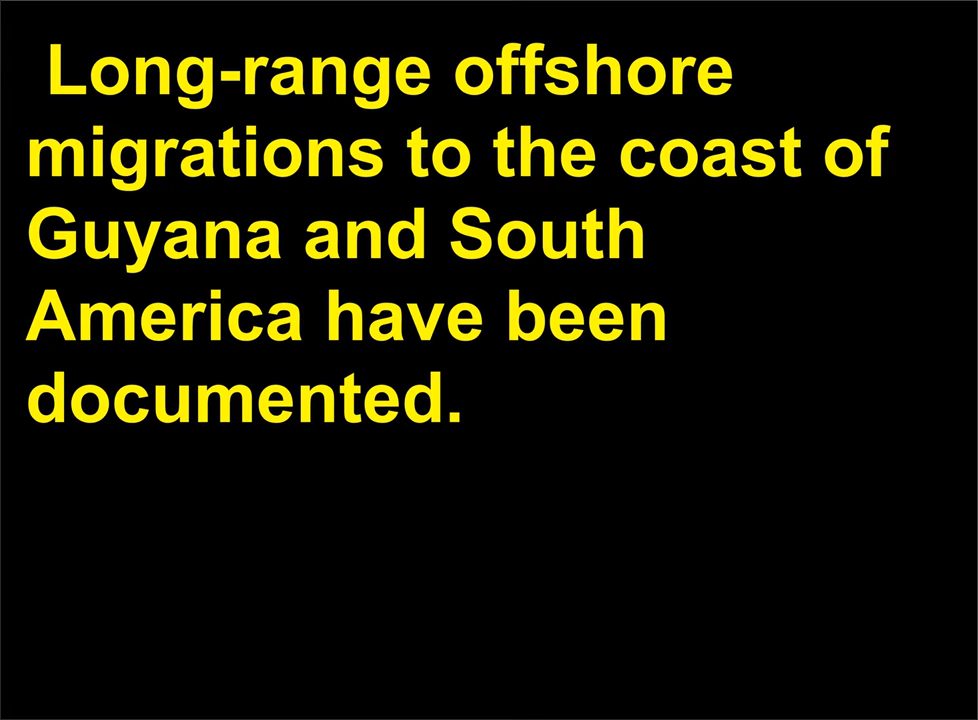 Long-range offshore
migrations to the coast of
Guyana and South
America have been
documented.